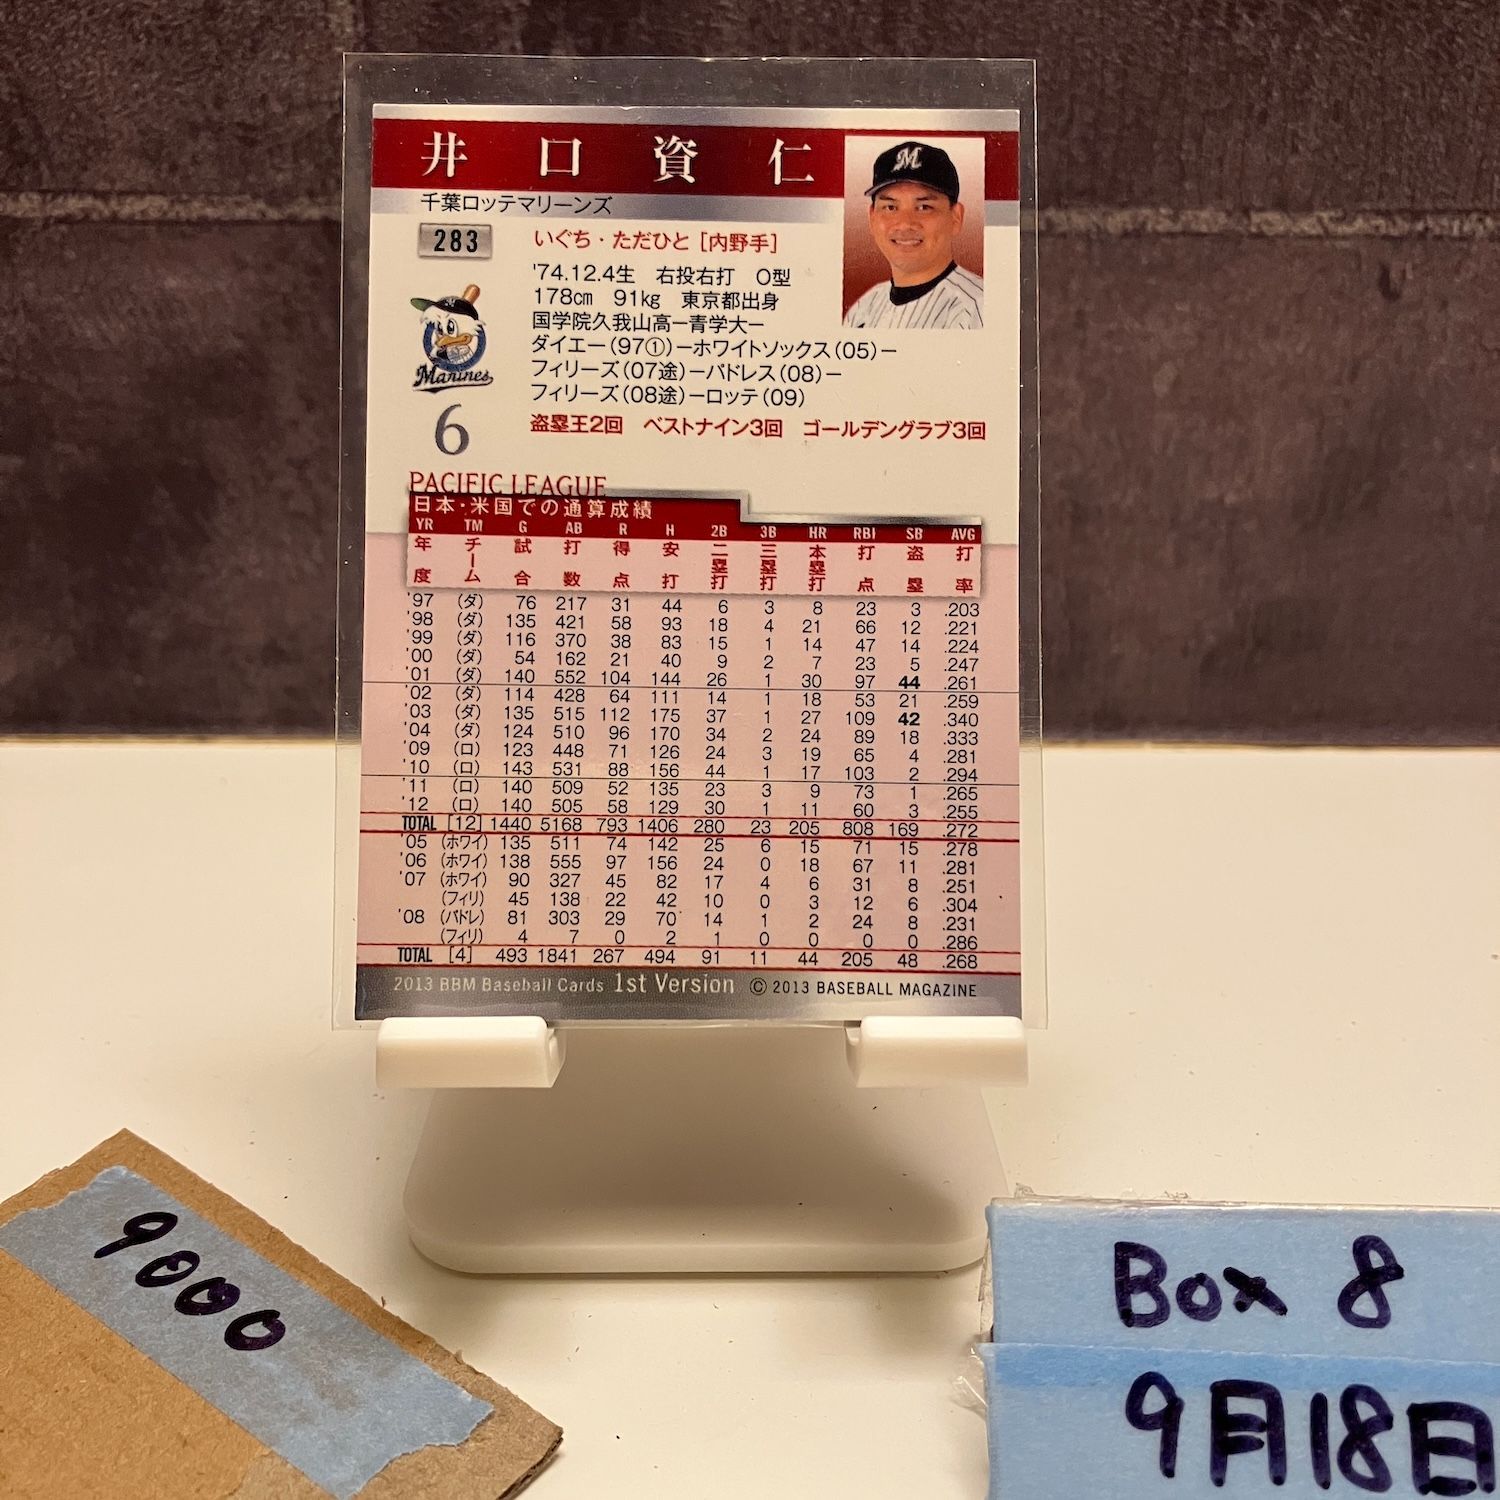 井口資仁
M
千葉ロッテマリーンズ
283
いぐち・ただひと [内野手]
'74.12.4生 右投右打 O型
178cm 91kg 東京都出身
国学院久我山高ー青学大ー
ダイエー(97①)ーホワイトソックス(05)ー
フィリーズ(07途)ーパドレス(08)ー
フィリーズ(08途)ーロッテ(09)
Marines
6
盗塁王2回 ベストナイン3回 ゴールデングラブ3回
PACIFIC LEAGUE
日本・米国での通算成績
YR TM G AB R H 2B 3B HR RBI SB AVG
年度 チーム 試合 打数 得点 安打 二塁打 三塁打 本塁打 打点 盗塁 打率
'97 (ダ) 76 217 31 44 6 3 8 23 3 .203
'98 (ダ) 135 421 58 93 18 4 21 66 12 .221
'99 (ダ) 116 370 38 83 15 1 14 47 14 .224
'00 (ダ) 54 162 21 40 9 2 7 23 5 .247
'01 (ダ) 140 552 104 144 26 1 30 97 44 .261
'02 (ダ) 114 428 64 111 14 1 18 53 21 .259
'03 (ダ) 135 515 112 175 37 1 27 109 42 .340
'04 (ダ) 124 510 96 170 34 2 24 89 18 .333
'09 (ロ) 123 448 71 126 24 3 19 65 4 .281
'10 (ロ) 143 531 88 156 44 1 17 103 2 .294
'11 (ロ) 140 509 52 135 23 3 9 73 1 .265
'12 (ロ) 140 505 58 129 30 1 11 60 3 .255
TOTAL [12] 1440 5168 793 1406 280 23 205 808 169 .272
'05 (ホワイ) 135 511 74 142 25 6 15 71 15 .278
'06 (ホワイ) 138 555 97 156 24 0 18 67 11 .281
'07 (ホワイ) 90 327 45 82 17 4 6 31 8 .251
(フィリ) 45 138 22 42 10 0 3 12 6 .304
'08 (パドレ) 81 303 29 70 14 1 2 24 8 .231
(フィリ) 4 7 0 2 1 0 0 0 0 .286
TOTAL [4] 493 1841 267 494 91 11 44 205 48 .268
2013 BBM Baseball Cards 1st Version © 2013 BASEBALL MAGAZINE
9000
Box 8
9月18日